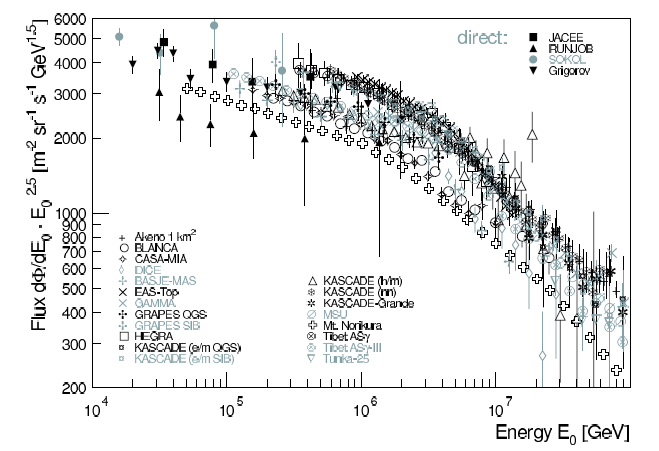 Flux dΦ/dE0 · E0 2.5 [m-2 sr-1 s-1 GeV1.5]
6000
5000
4000
3000
2000
1000
900
800
700
600
500
400
300
200
direct:
JACEE
RUNJOB
SOKOL
Grigorov
Akeno 1 km2
BLANCA
CASA-MIA
DICE
BASJE-MAS
EAS-Top
GAMMA
GRAPES QGS
GRAPES SIB
HEGRA
KASCADE (e/m QGS)
KASCADE (e/m SIB)
KASCADE (h/m)
KASCADE (nn)
KASCADE-Grande
MSU
Mt. Norikura
Tibet ASγ
Tibet ASγ-III
Tunka-25
10 4
10 5
10 6
10 7
Energy E0 [GeV]